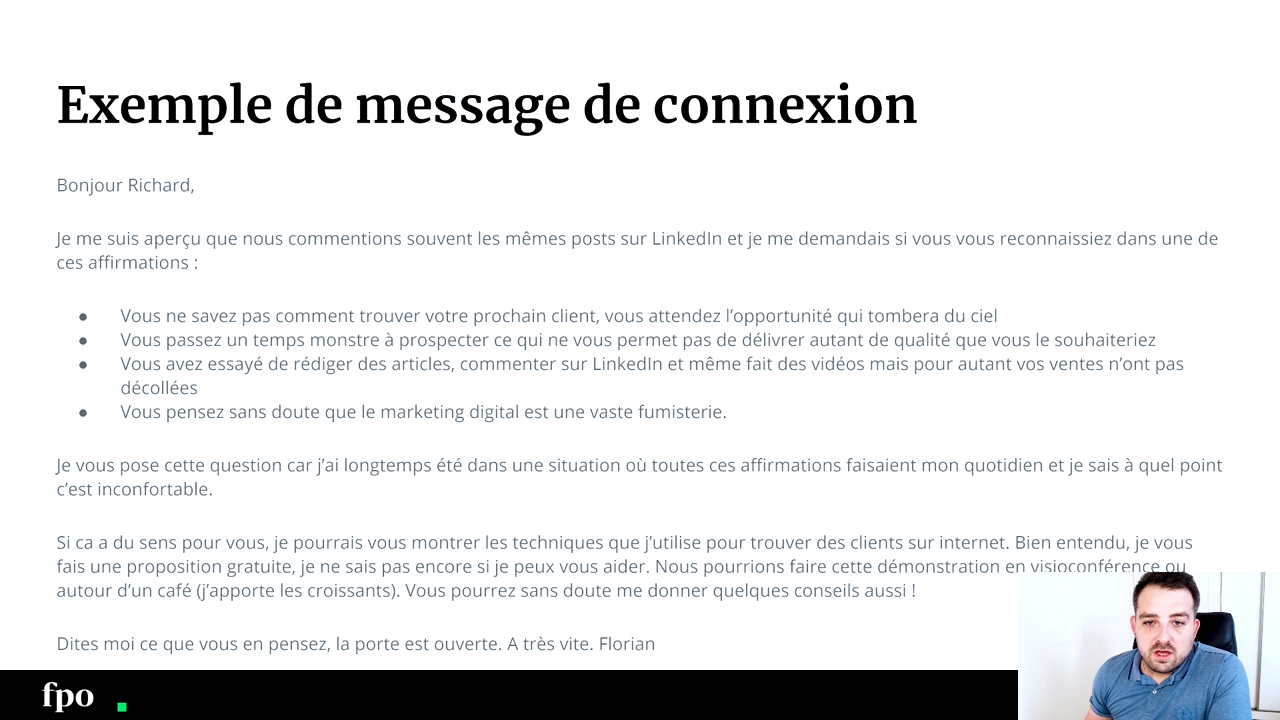 Exemple de message de connexion
Bonjour Richard,
Je me suis aperçu que nous commentions souvent les mêmes posts sur LinkedIn et je me demandais si vous vous reconnaissiez dans une de
ces affirmations :
● Vous ne savez pas comment trouver votre prochain client, vous attendez l’opportunité qui tombera du ciel
● Vous passez un temps monstre à prospecter ce qui ne vous permet pas de délivrer autant de qualité que vous le souhaiteriez
● Vous avez essayé de rédiger des articles, commenter sur LinkedIn et même fait des vidéos mais pour autant vos ventes n’ont pas
décollées
● Vous pensez sans doute que le marketing digital est une vaste fumisterie.
Je vous pose cette question car j’ai longtemps été dans une situation où toutes ces affirmations faisaient mon quotidien et je sais à quel point
c’est inconfortable.
Si ca a du sens pour vous, je pourrais vous montrer les techniques que j’utilise pour trouver des clients sur internet. Bien entendu, je vous
fais une proposition gratuite, je ne sais pas encore si je peux vous aider. Nous pourrions faire cette démonstration en visioconférence ou
autour d’un café (j’apporte les croissants). Vous pourrez sans doute me donner quelques conseils aussi !
Dites moi ce que vous en pensez, la porte est ouverte. A très vite. Florian
fpo